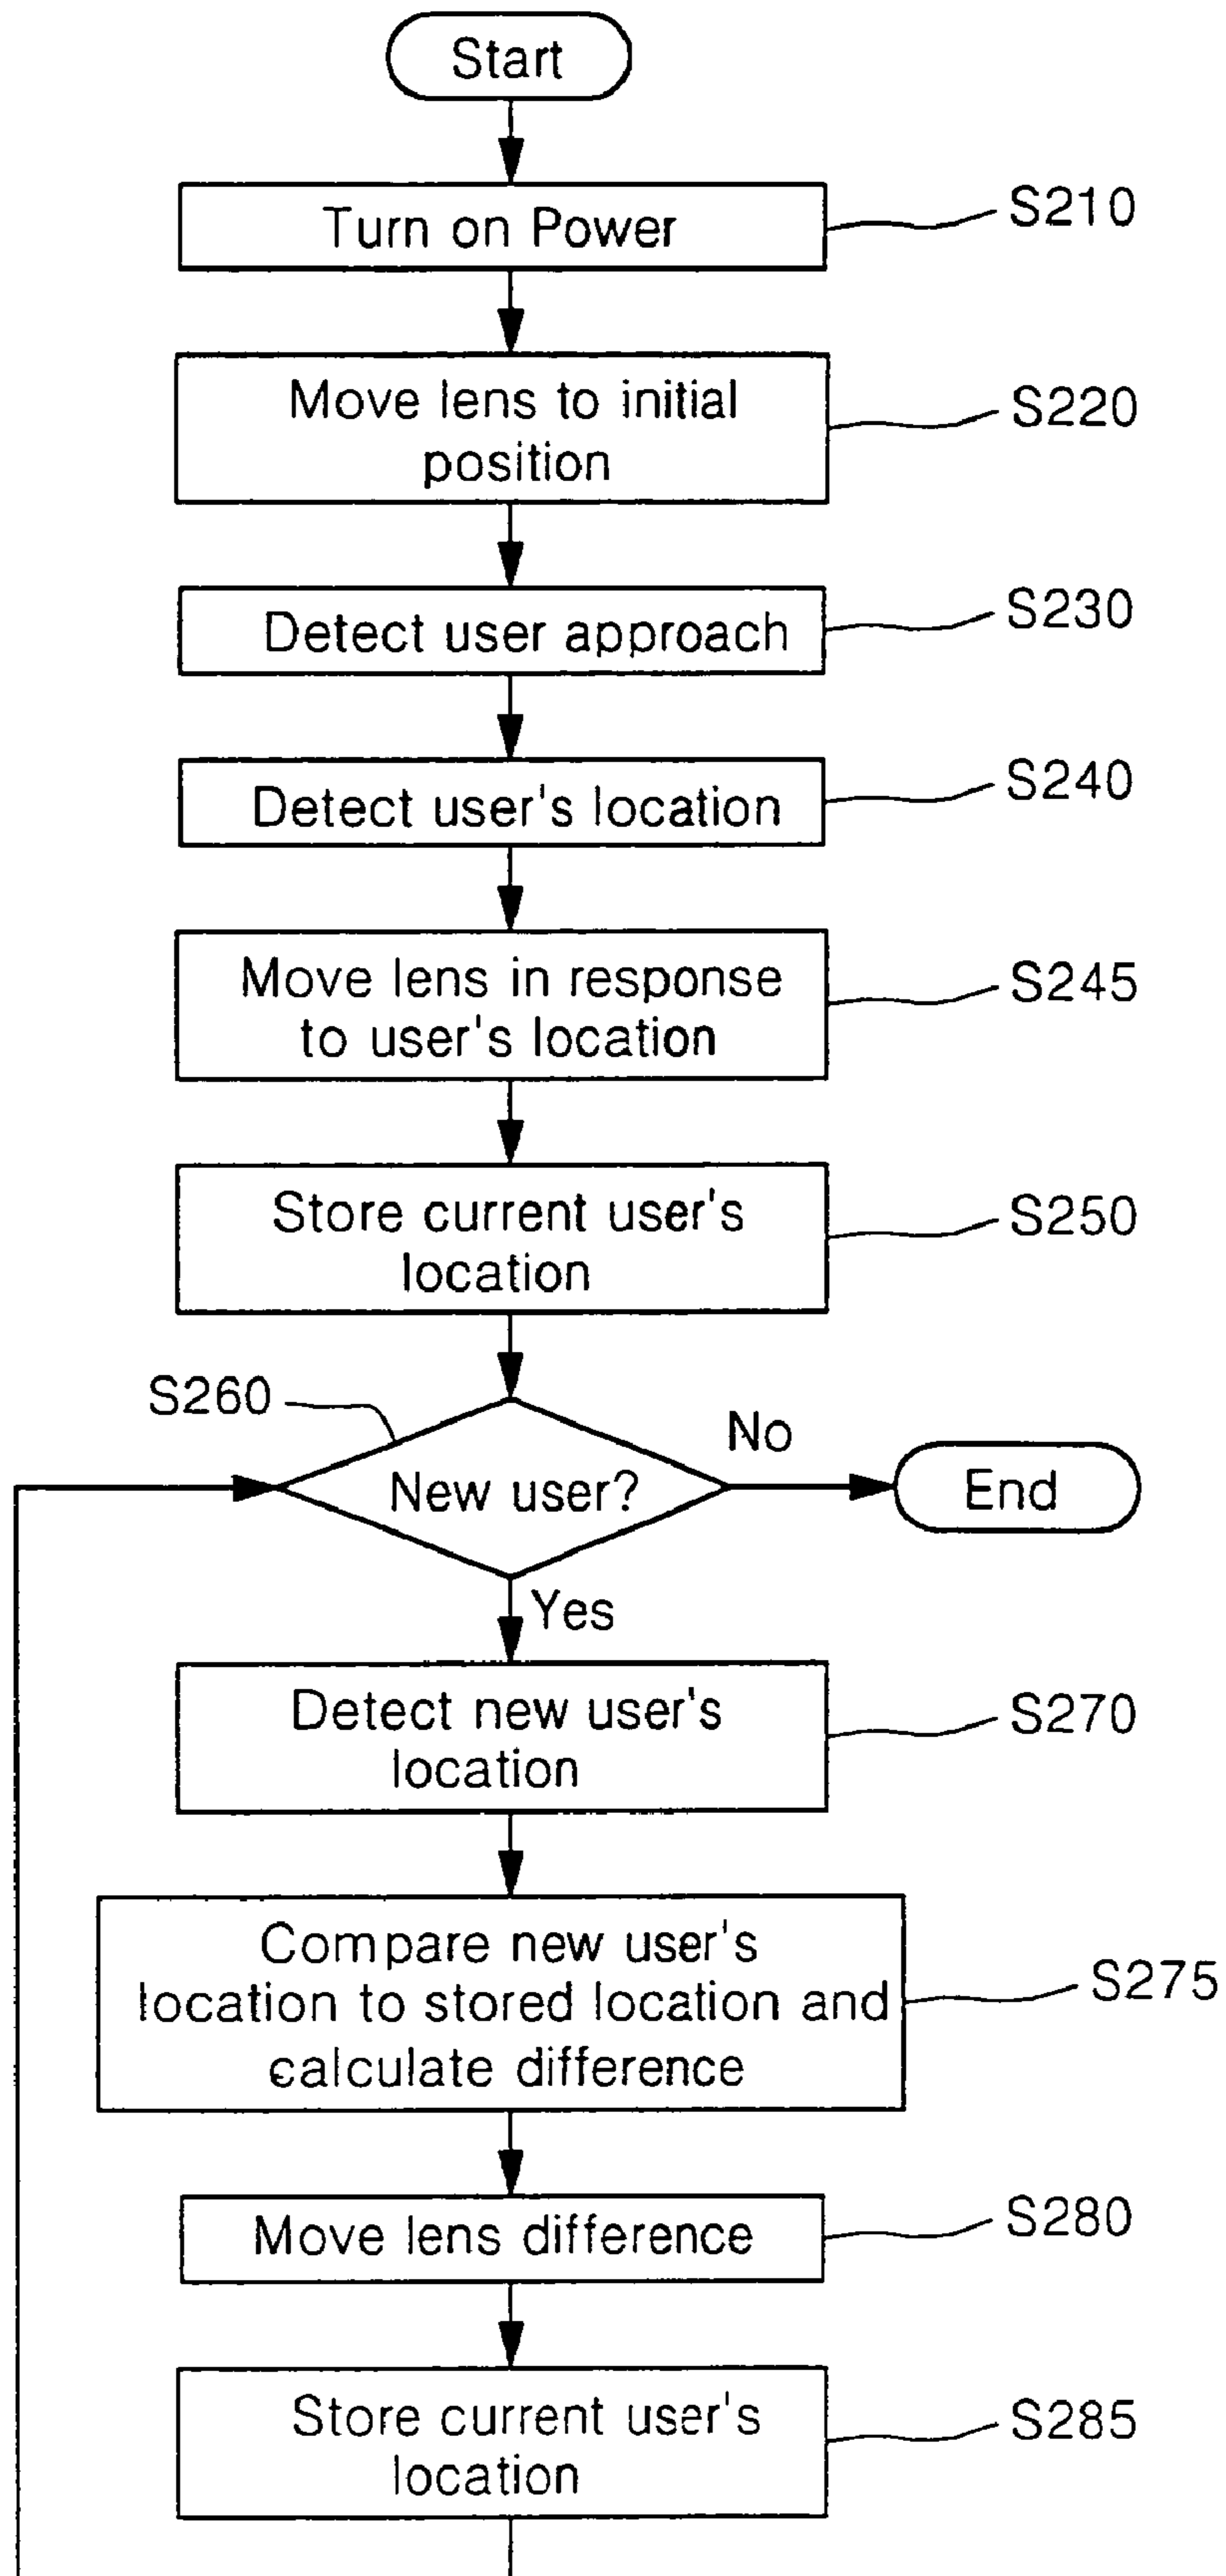 Start
Turn on Power
S210
Move lens to initial
position
S220
Detect user approach
S230
Detect user's location
S240
Move lens in response
to user's location
S245
Store current user's
location
S250
S260
New user?
No
End
Yes
Detect new user's
location
S270
Compare new user's
location to stored location and
calculate difference
S275
Move lens difference
S280
Store current user's
location
S285